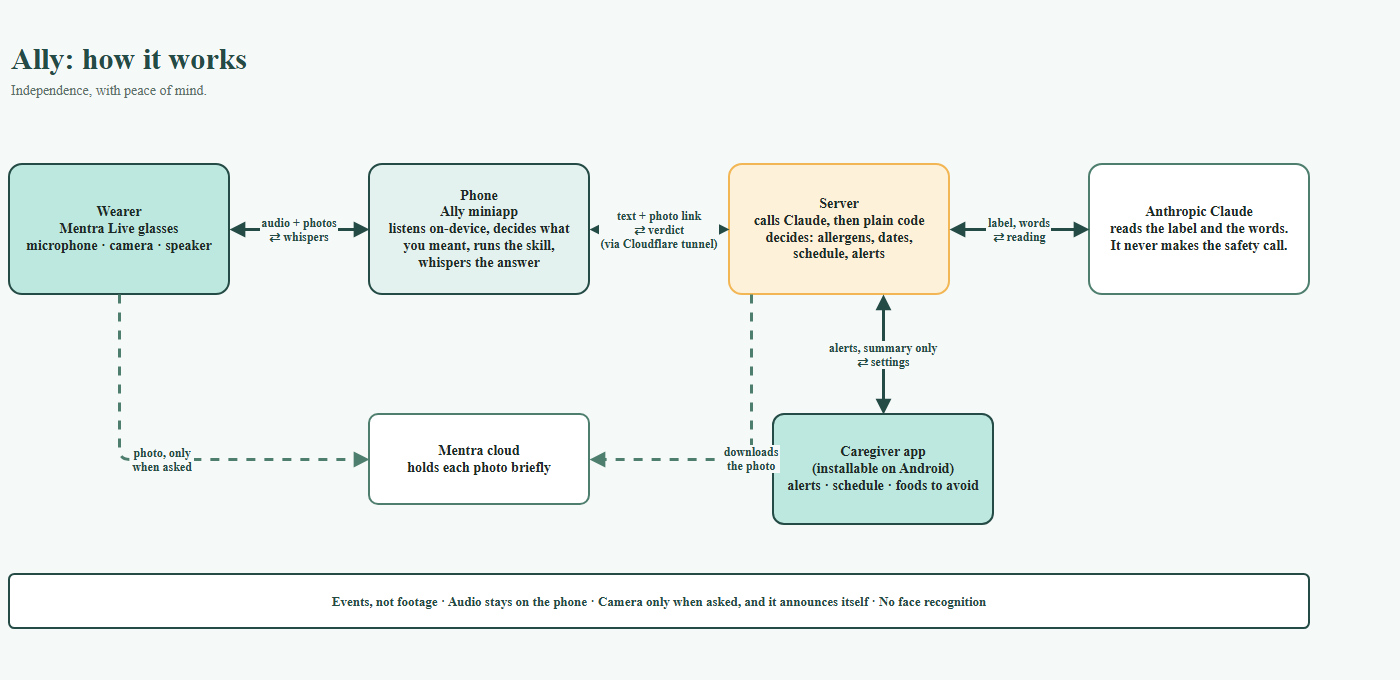 Ally: how it works
Independence, with peace of mind.
Wearer
Mentra Live glasses
microphone · camera · speaker
audio + photos
⇄ whispers
Phone
Ally miniapp
listens on-device, decides what
you meant, runs the skill,
whispers the answer
text + photo link
⇄ verdict
(via Cloudflare tunnel)
Server
calls Claude, then plain code
decides: allergens, dates,
schedule, alerts
label, words
⇄ reading
Anthropic Claude
reads the label and the words.
It never makes the safety call.
alerts, summary only
⇄ settings
photo, only
when asked
Mentra cloud
holds each photo briefly
downloads
the photo
Caregiver app
(installable on Android)
alerts · schedule · foods to avoid
Events, not footage · Audio stays on the phone · Camera only when asked, and it announces itself · No face recognition